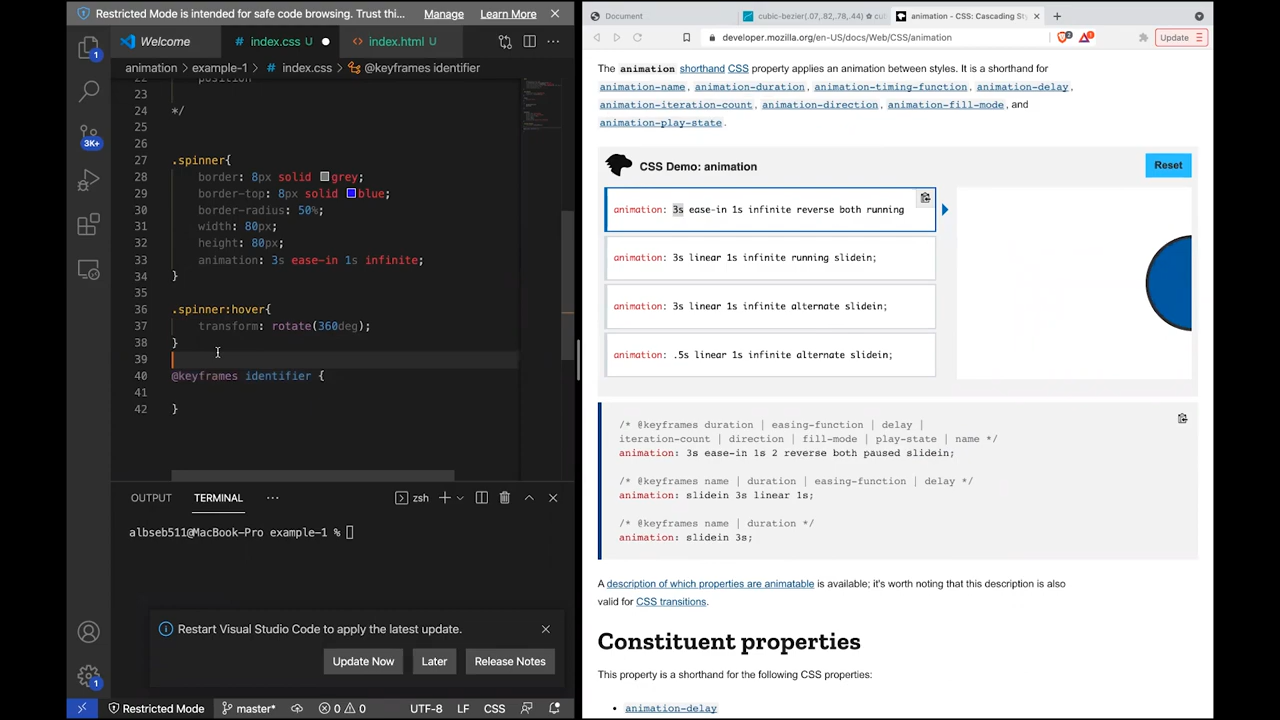 Restricted Mode is intended for safe code browsing. Trust thi... Manage Learn More
Welcome index.css U index.html U
animation > example-1 > # index.css > @keyframes identifier
position
23
24 */
25
26
27 .spinner{
28 border: 8px solid grey;
29 border-top: 8px solid blue;
30 border-radius: 50%;
31 width: 80px;
32 height: 80px;
33 animation: 3s ease-in 1s infinite;
34 }
35
36 .spinner:hover{
37 transform: rotate(360deg);
38 }
39
40 @keyframes identifier {
41
42 }
3K+
OUTPUT TERMINAL ...
zsh
albseb511@MacBook-Pro example-1 %
Restart Visual Studio Code to apply the latest update.
Update Now Later Release Notes
1
Restricted Mode master* 0 0 UTF-8 LF CSS
Document cubic-bezier(.07,.82,.78,.44) ✿ cu animation - CSS: Cascading St
developer.mozilla.org/en-US/docs/Web/CSS/animation 2 Update
The animation shorthand CSS property applies an animation between styles. It is a shorthand for
animation-name, animation-duration, animation-timing-function, animation-delay,
animation-iteration-count, animation-direction, animation-fill-mode, and
animation-play-state.
CSS Demo: animation Reset
animation: 3s ease-in 1s infinite reverse both running
animation: 3s linear 1s infinite running slidein;
animation: 3s linear 1s infinite alternate slidein;
animation: .5s linear 1s infinite alternate slidein;
/* @keyframes duration | easing-function | delay |
iteration-count | direction | fill-mode | play-state | name */
animation: 3s ease-in 1s 2 reverse both paused slidein;
/* @keyframes name | duration | easing-function | delay */
animation: slidein 3s linear 1s;
/* @keyframes name | duration */
animation: slidein 3s;
A description of which properties are animatable is available; it's worth noting that this description is also
valid for CSS transitions.
Constituent properties
This property is a shorthand for the following CSS properties:
• animation-delay